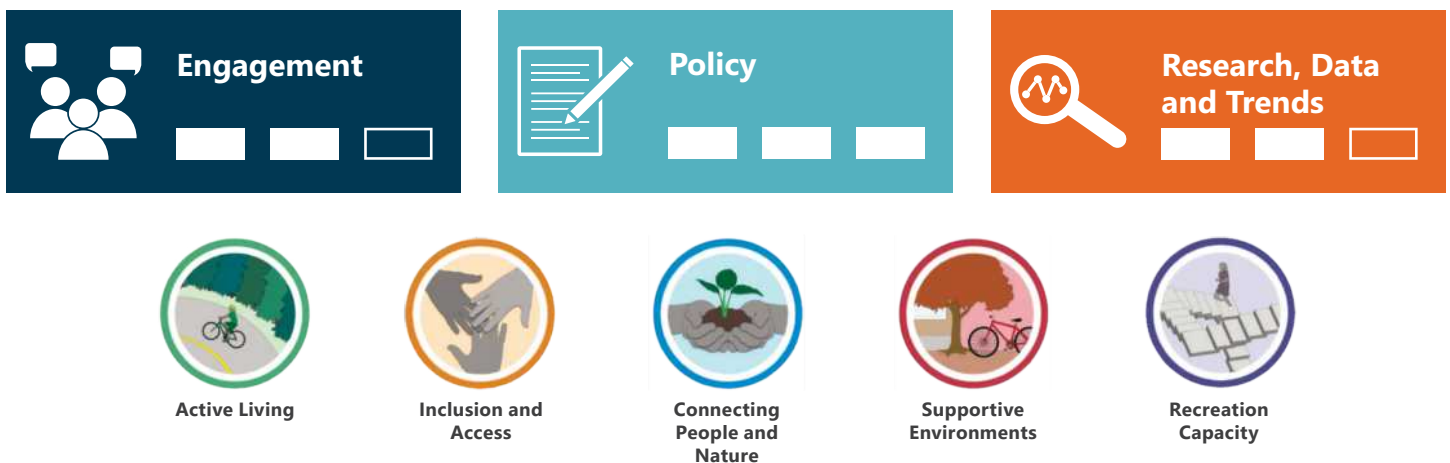 Engagement
Policy
Research, Data
and Trends
Active Living
Inclusion and
Access
Connecting
People and
Nature
Supportive
Environments
Recreation
Capacity